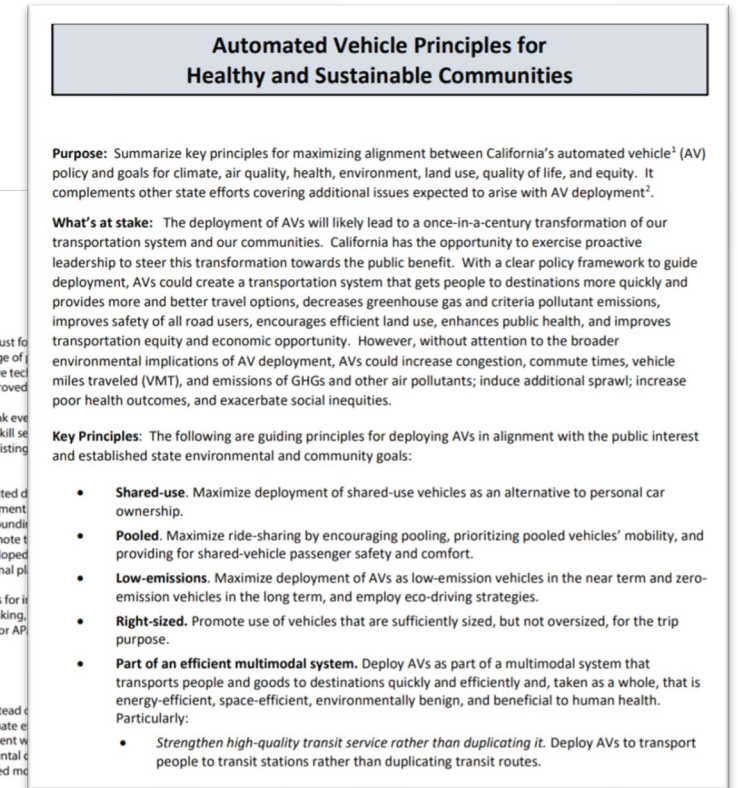 Automated Vehicle Principles for
Healthy and Sustainable Communities
Purpose: Summarize key principles for maximizing alignment between California's automated vehicle¹ (AV)
policy and goals for climate, air quality, health, environment, land use, quality of life, and equity. It
complements other state efforts covering additional issues expected to arise with AV deployment².
What's at stake: The deployment of AVs will likely lead to a once-in-a-century transformation of our
transportation system and our communities. California has the opportunity to exercise proactive
leadership to steer this transformation towards the public benefit. With a clear policy framework to guide
deployment, AVs could create a transportation system that gets people to destinations more quickly and
provides more and better travel options, decreases greenhouse gas and criteria pollutant emissions,
improves safety of all road users, encourages efficient land use, enhances public health, and improves
transportation equity and economic opportunity. However, without attention to the broader
environmental implications of AV deployment, AVs could increase congestion, commute times, vehicle
miles traveled (VMT), and emissions of GHGs and other air pollutants; induce additional sprawl; increase
poor health outcomes, and exacerbate social inequities.
Key Principles: The following are guiding principles for deploying AVs in alignment with the public interest
and established state environmental and community goals:
• Shared-use. Maximize deployment of shared-use vehicles as an alternative to personal car
ownership.
• Pooled. Maximize ride-sharing by encouraging pooling, prioritizing pooled vehicles' mobility, and
providing for shared-vehicle passenger safety and comfort.
• Low-emissions. Maximize deployment of AVs as low-emission vehicles in the near term and zero-
emission vehicles in the long term, and employ eco-driving strategies.
• Right-sized. Promote use of vehicles that are sufficiently sized, but not oversized, for the trip
purpose.
• Part of an efficient multimodal system. Deploy AVs as part of a multimodal system that
transports people and goods to destinations quickly and efficiently and, taken as a whole, that is
energy-efficient, space-efficient, environmentally benign, and beneficial to human health.
Particularly:
• Strengthen high-quality transit service rather than duplicating it. Deploy AVs to transport
people to transit stations rather than duplicating transit routes.